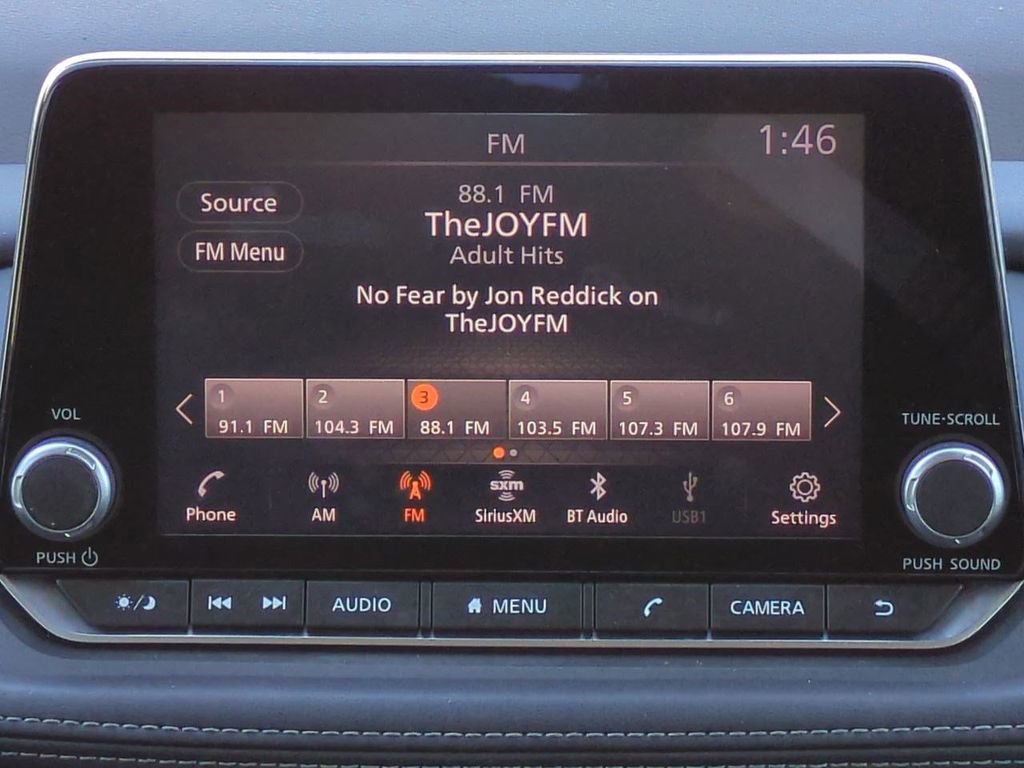 FM
1:46
Source
FM Menu
88.1 FM
TheJOYFM
Adult Hits
No Fear by Jon Reddick on
TheJOYFM
1 2 3 4 5 6
91.1 FM 104.3 FM 88.1 FM 103.5 FM 107.3 FM 107.9 FM
VOL
TUNE·SCROLL
sxm
Phone AM FM SiriusXM BT Audio USB1 Settings
PUSH
PUSH SOUND
AUDIO MENU CAMERA